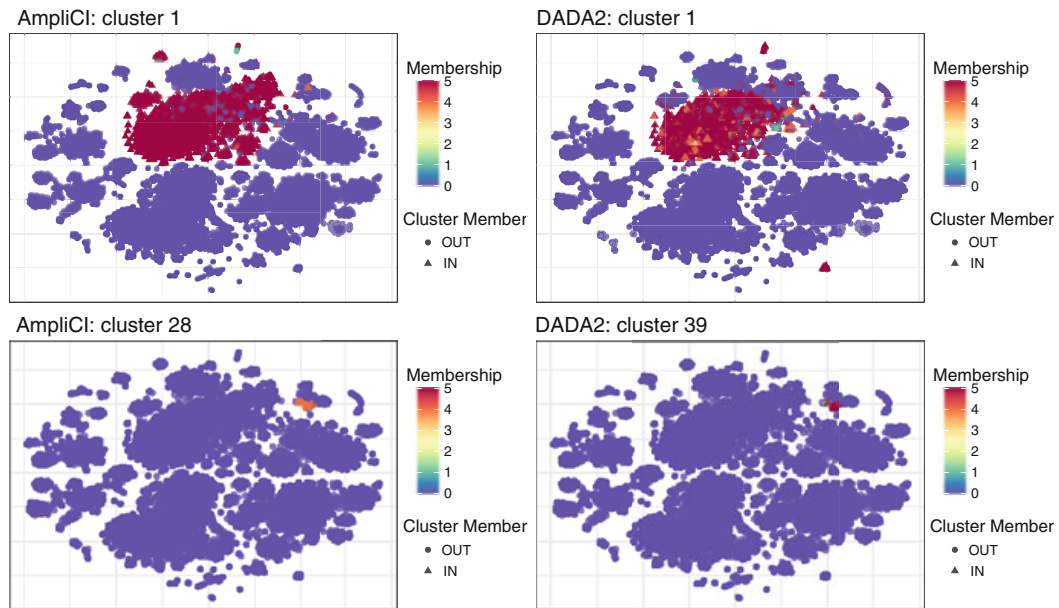 AmpliCI: cluster 1
Membership
5
4
3
2
1
0
Cluster Member
OUT
IN
DADA2: cluster 1
Membership
5
4
3
2
1
0
Cluster Member
OUT
IN
AmpliCI: cluster 28
Membership
5
4
3
2
1
0
Cluster Member
OUT
IN
DADA2: cluster 39
Membership
5
4
3
2
1
0
Cluster Member
OUT
IN